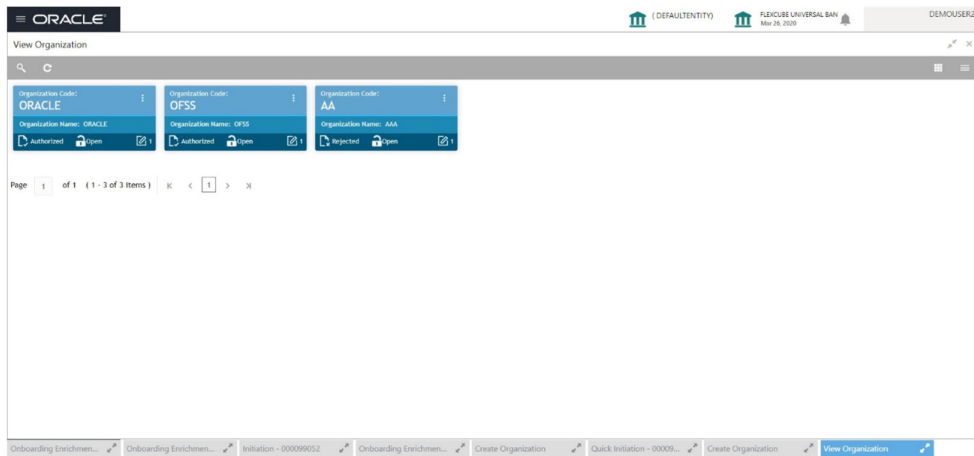 ORACLE®
( DEFAULTENTITY)
FLEXCUBE UNIVERSAL BAN
Mar 26, 2020
DEMOUSER2
View Organization
Organization Code:
ORACLE
Organization Name: ORACLE
Authorized Open 1
Organization Code:
OFSS
Organization Name: OFSS
Authorized Open 1
Organization Code:
AA
Organization Name: AAA
Rejected Open 1
Page 1 of 1 ( 1 - 3 of 3 Items ) 1
Onboarding Enrichmen... Onboarding Enrichmen... Initiation - 000099052 Onboarding Enrichmen... Create Organization Quick Initiation - 00009... Create Organization View Organization